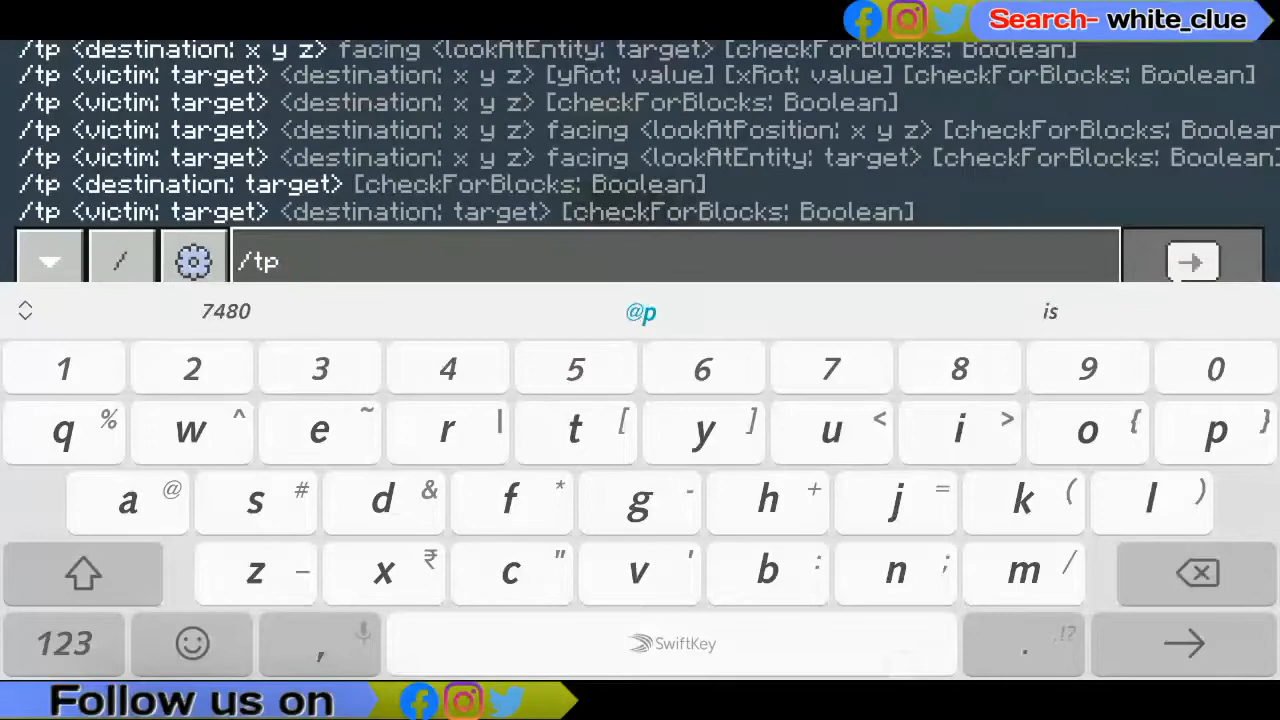 Search- white_clue
/tp <destination: x y z> facing <lookAtEntity: target> [checkForBlocks: Boolean]
/tp <victim: target> <destination: x y z> [yRot: value] [xRot: value] [checkForBlocks: Boolean]
/tp <victim: target> <destination: x y z> [checkForBlocks: Boolean]
/tp <victim: target> <destination: x y z> facing <lookAtPosition: x y z> [checkForBlocks: Boolean
/tp <victim: target> <destination: x y z> facing <lookAtEntity: target> [checkForBlocks: Boolean]
/tp <destination: target> [checkForBlocks: Boolean]
/tp <victim: target> <destination: target> [checkForBlocks: Boolean]
/ /tp
7480 @p is
1 2 3 4 5 6 7 8 9 0
q % w ^ e ~ r | t [ y ] u < i > o { p }
a @ s # d & f * g - h + j = k ( l )
z _ x ₹ c " v ' b : n ; m /
123 , SwiftKey . .!?
Follow us on